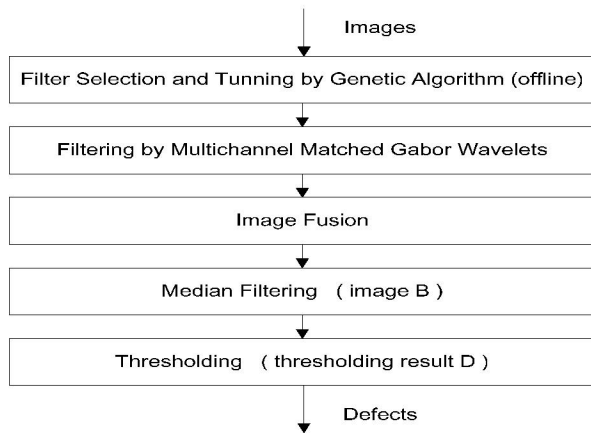 Images
Filter Selection and Tunning by Genetic Algorithm (offline)
Filtering by Multichannel Matched Gabor Wavelets
Image Fusion
Median Filtering ( image B )
Thresholding ( thresholding result D )
Defects